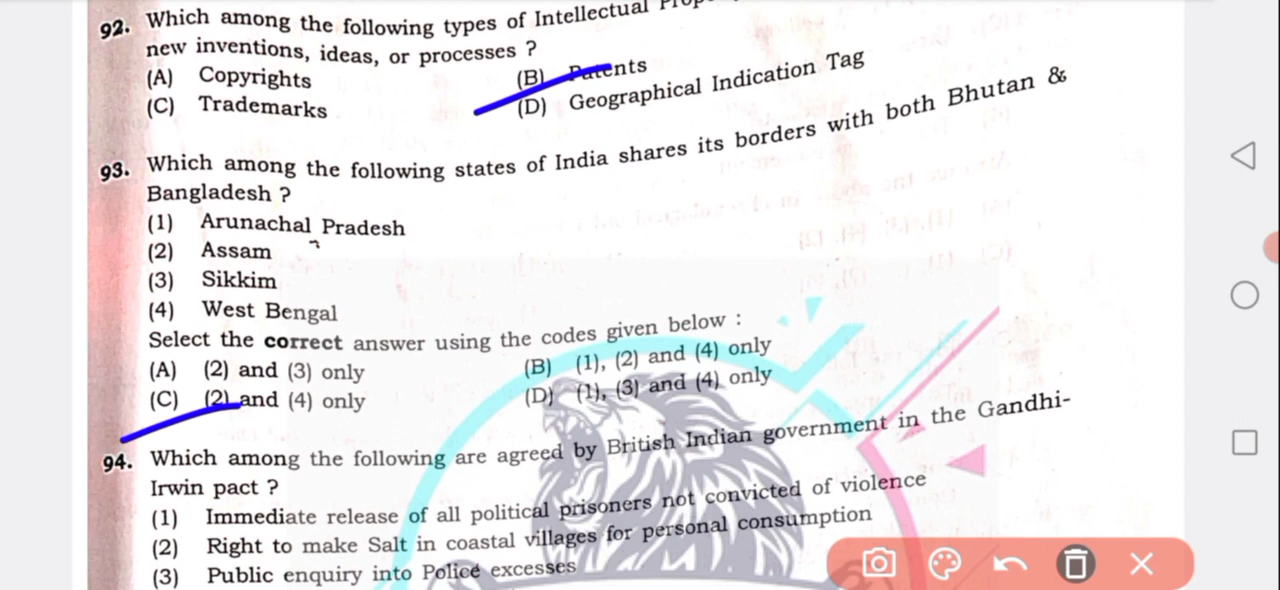 92. Which among the following types of Intellectual
new inventions, ideas, or processes ?
(A) Copyrights (B) Patents
(C) Trademarks (D) Geographical Indication Tag
93. Which among the following states of India shares its borders with both Bhutan &
Bangladesh ?
(1) Arunachal Pradesh
(2) Assam
(3) Sikkim
(4) West Bengal
Select the correct answer using the codes given below :
(A) (2) and (3) only (B) (1), (2) and (4) only
(C) (2) and (4) only (D) (1), (3) and (4) only
94. Which among the following are agreed by British Indian government in the Gandhi-
Irwin pact ?
(1) Immediate release of all political prisoners not convicted of violence
(2) Right to make Salt in coastal villages for personal consumption
(3) Public enquiry into Police excesses